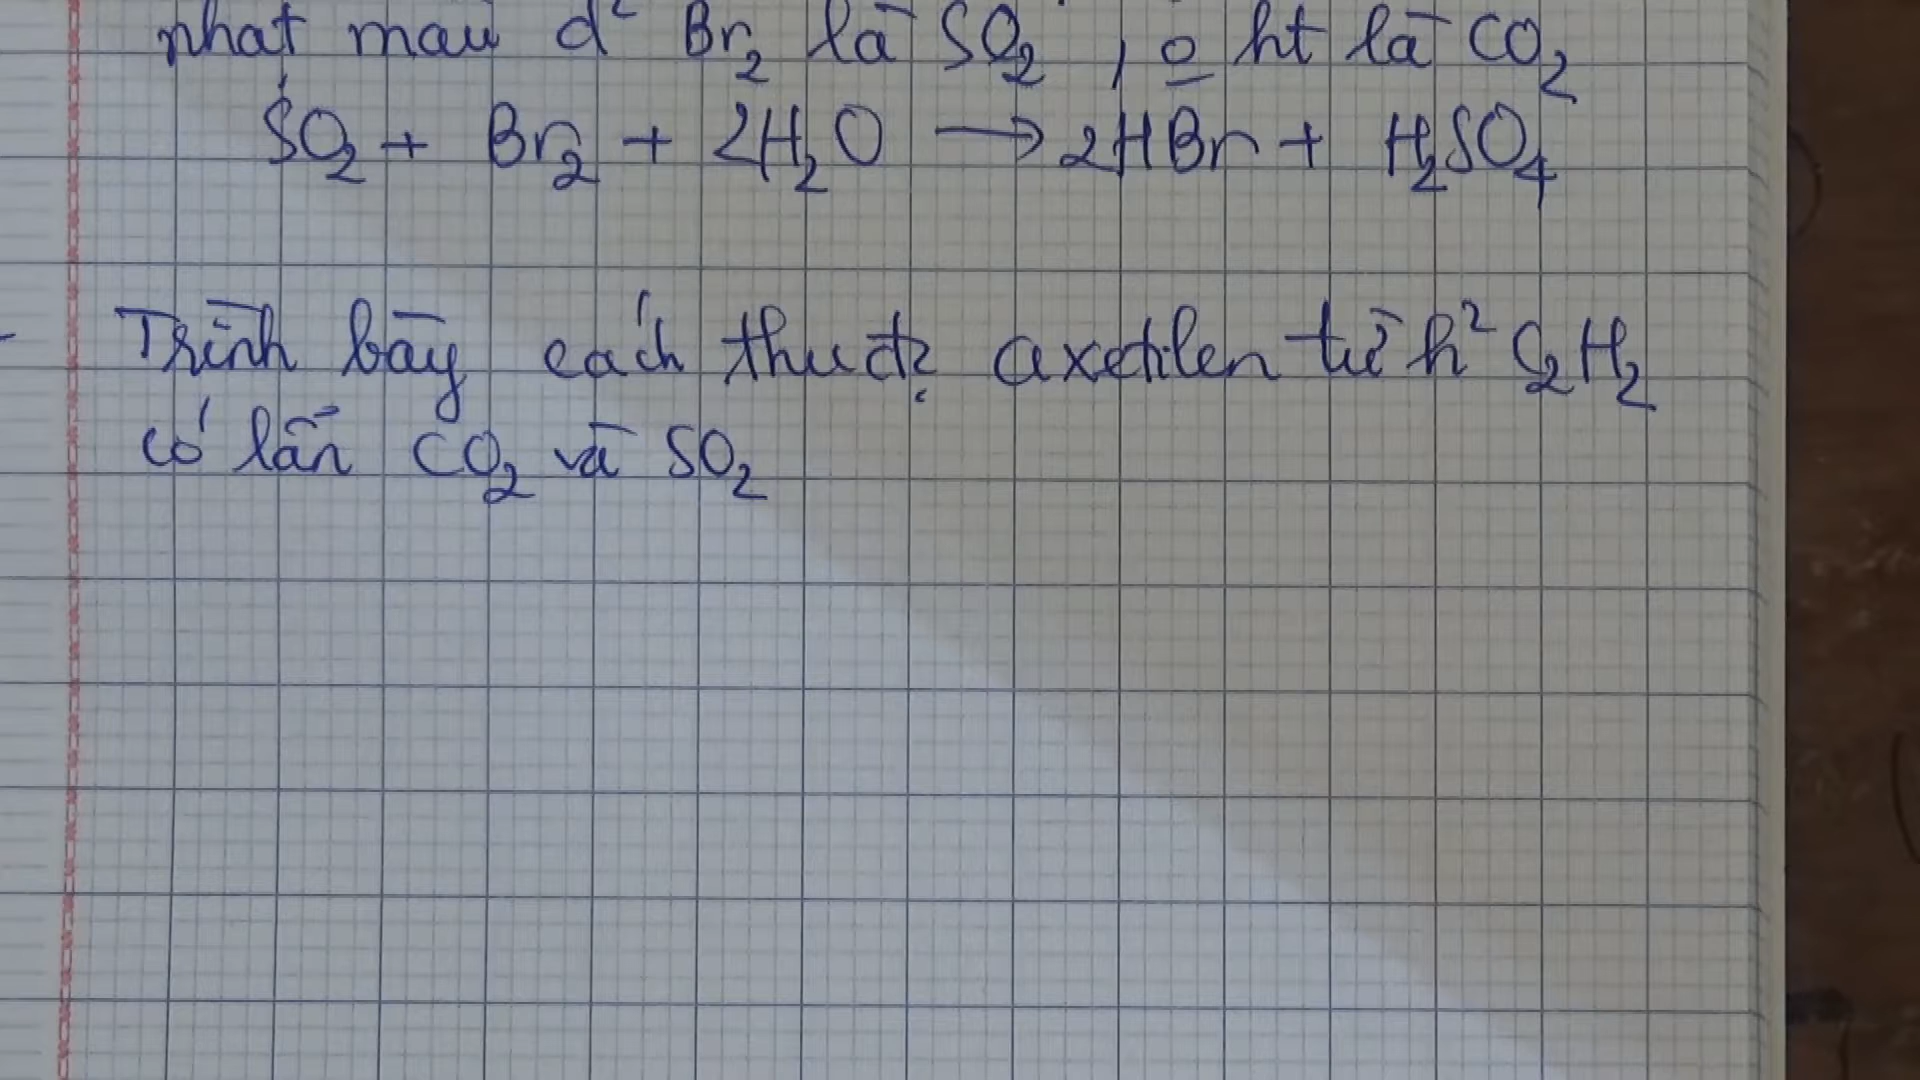 nhạt màu d² Br₂ là SO₂, o ht là CO₂
SO₂ + Br₂ + 2H₂O → 2HBr + H₂SO₄
- Trình bày cách thu đc axetilen từ h² C₂H₂
có lẫn CO₂ và SO₂